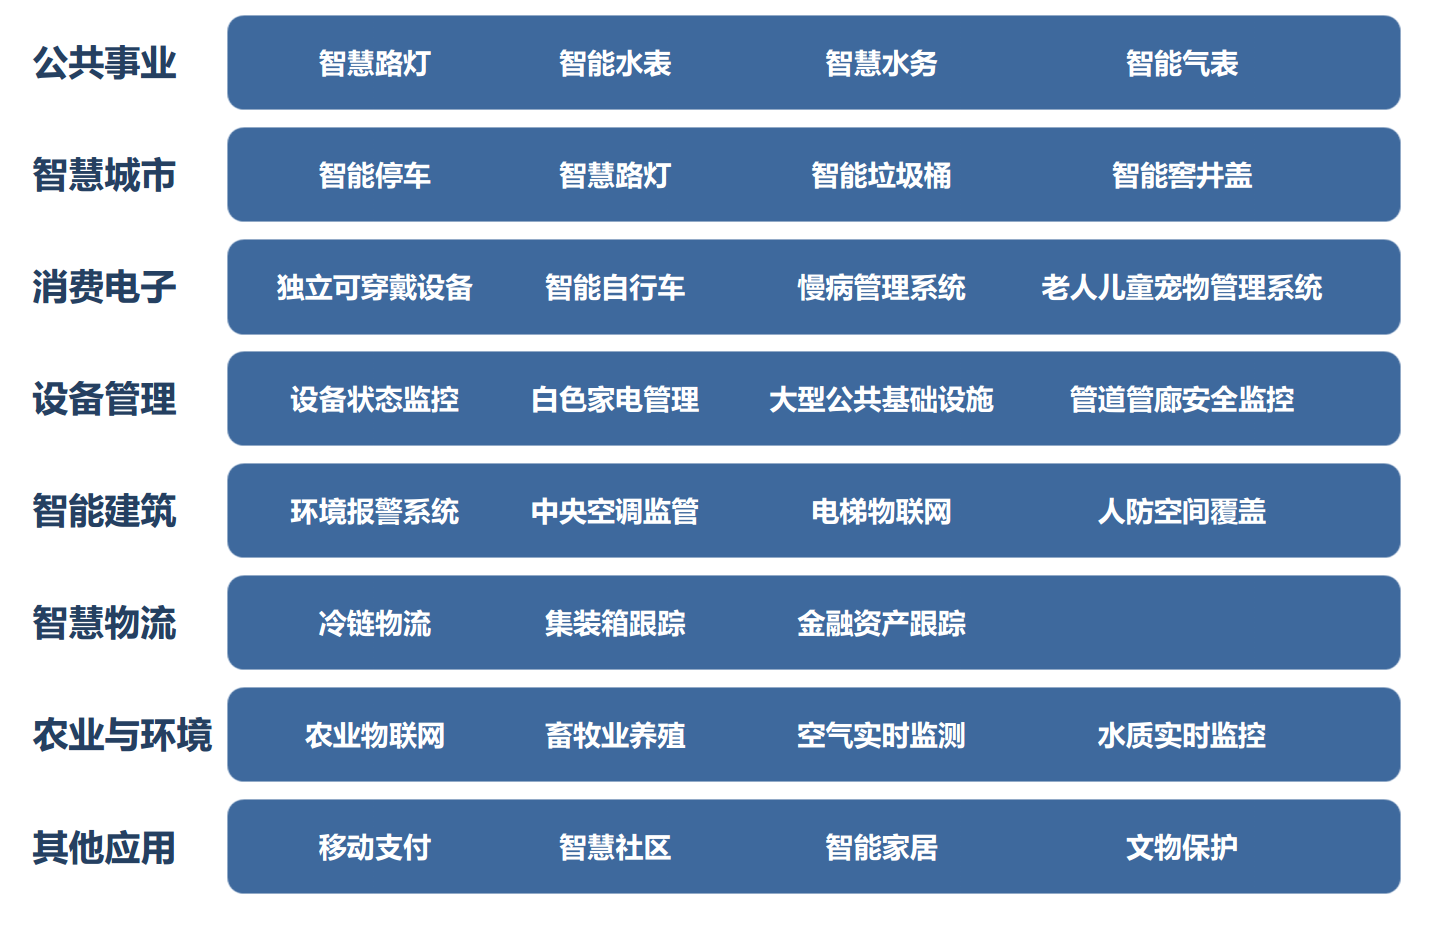 公共事业 智慧路灯 智能水表 智慧水务 智能气表
智慧城市 智能停车 智慧路灯 智能垃圾桶 智能窖井盖
消费电子 独立可穿戴设备 智能自行车 慢病管理系统 老人儿童宠物管理系统
设备管理 设备状态监控 白色家电管理 大型公共基础设施 管道管廊安全监控
智能建筑 环境报警系统 中央空调监管 电梯物联网 人防空间覆盖
智慧物流 冷链物流 集装箱跟踪 金融资产跟踪
农业与环境 农业物联网 畜牧业养殖 空气实时监测 水质实时监控
其他应用 移动支付 智慧社区 智能家居 文物保护